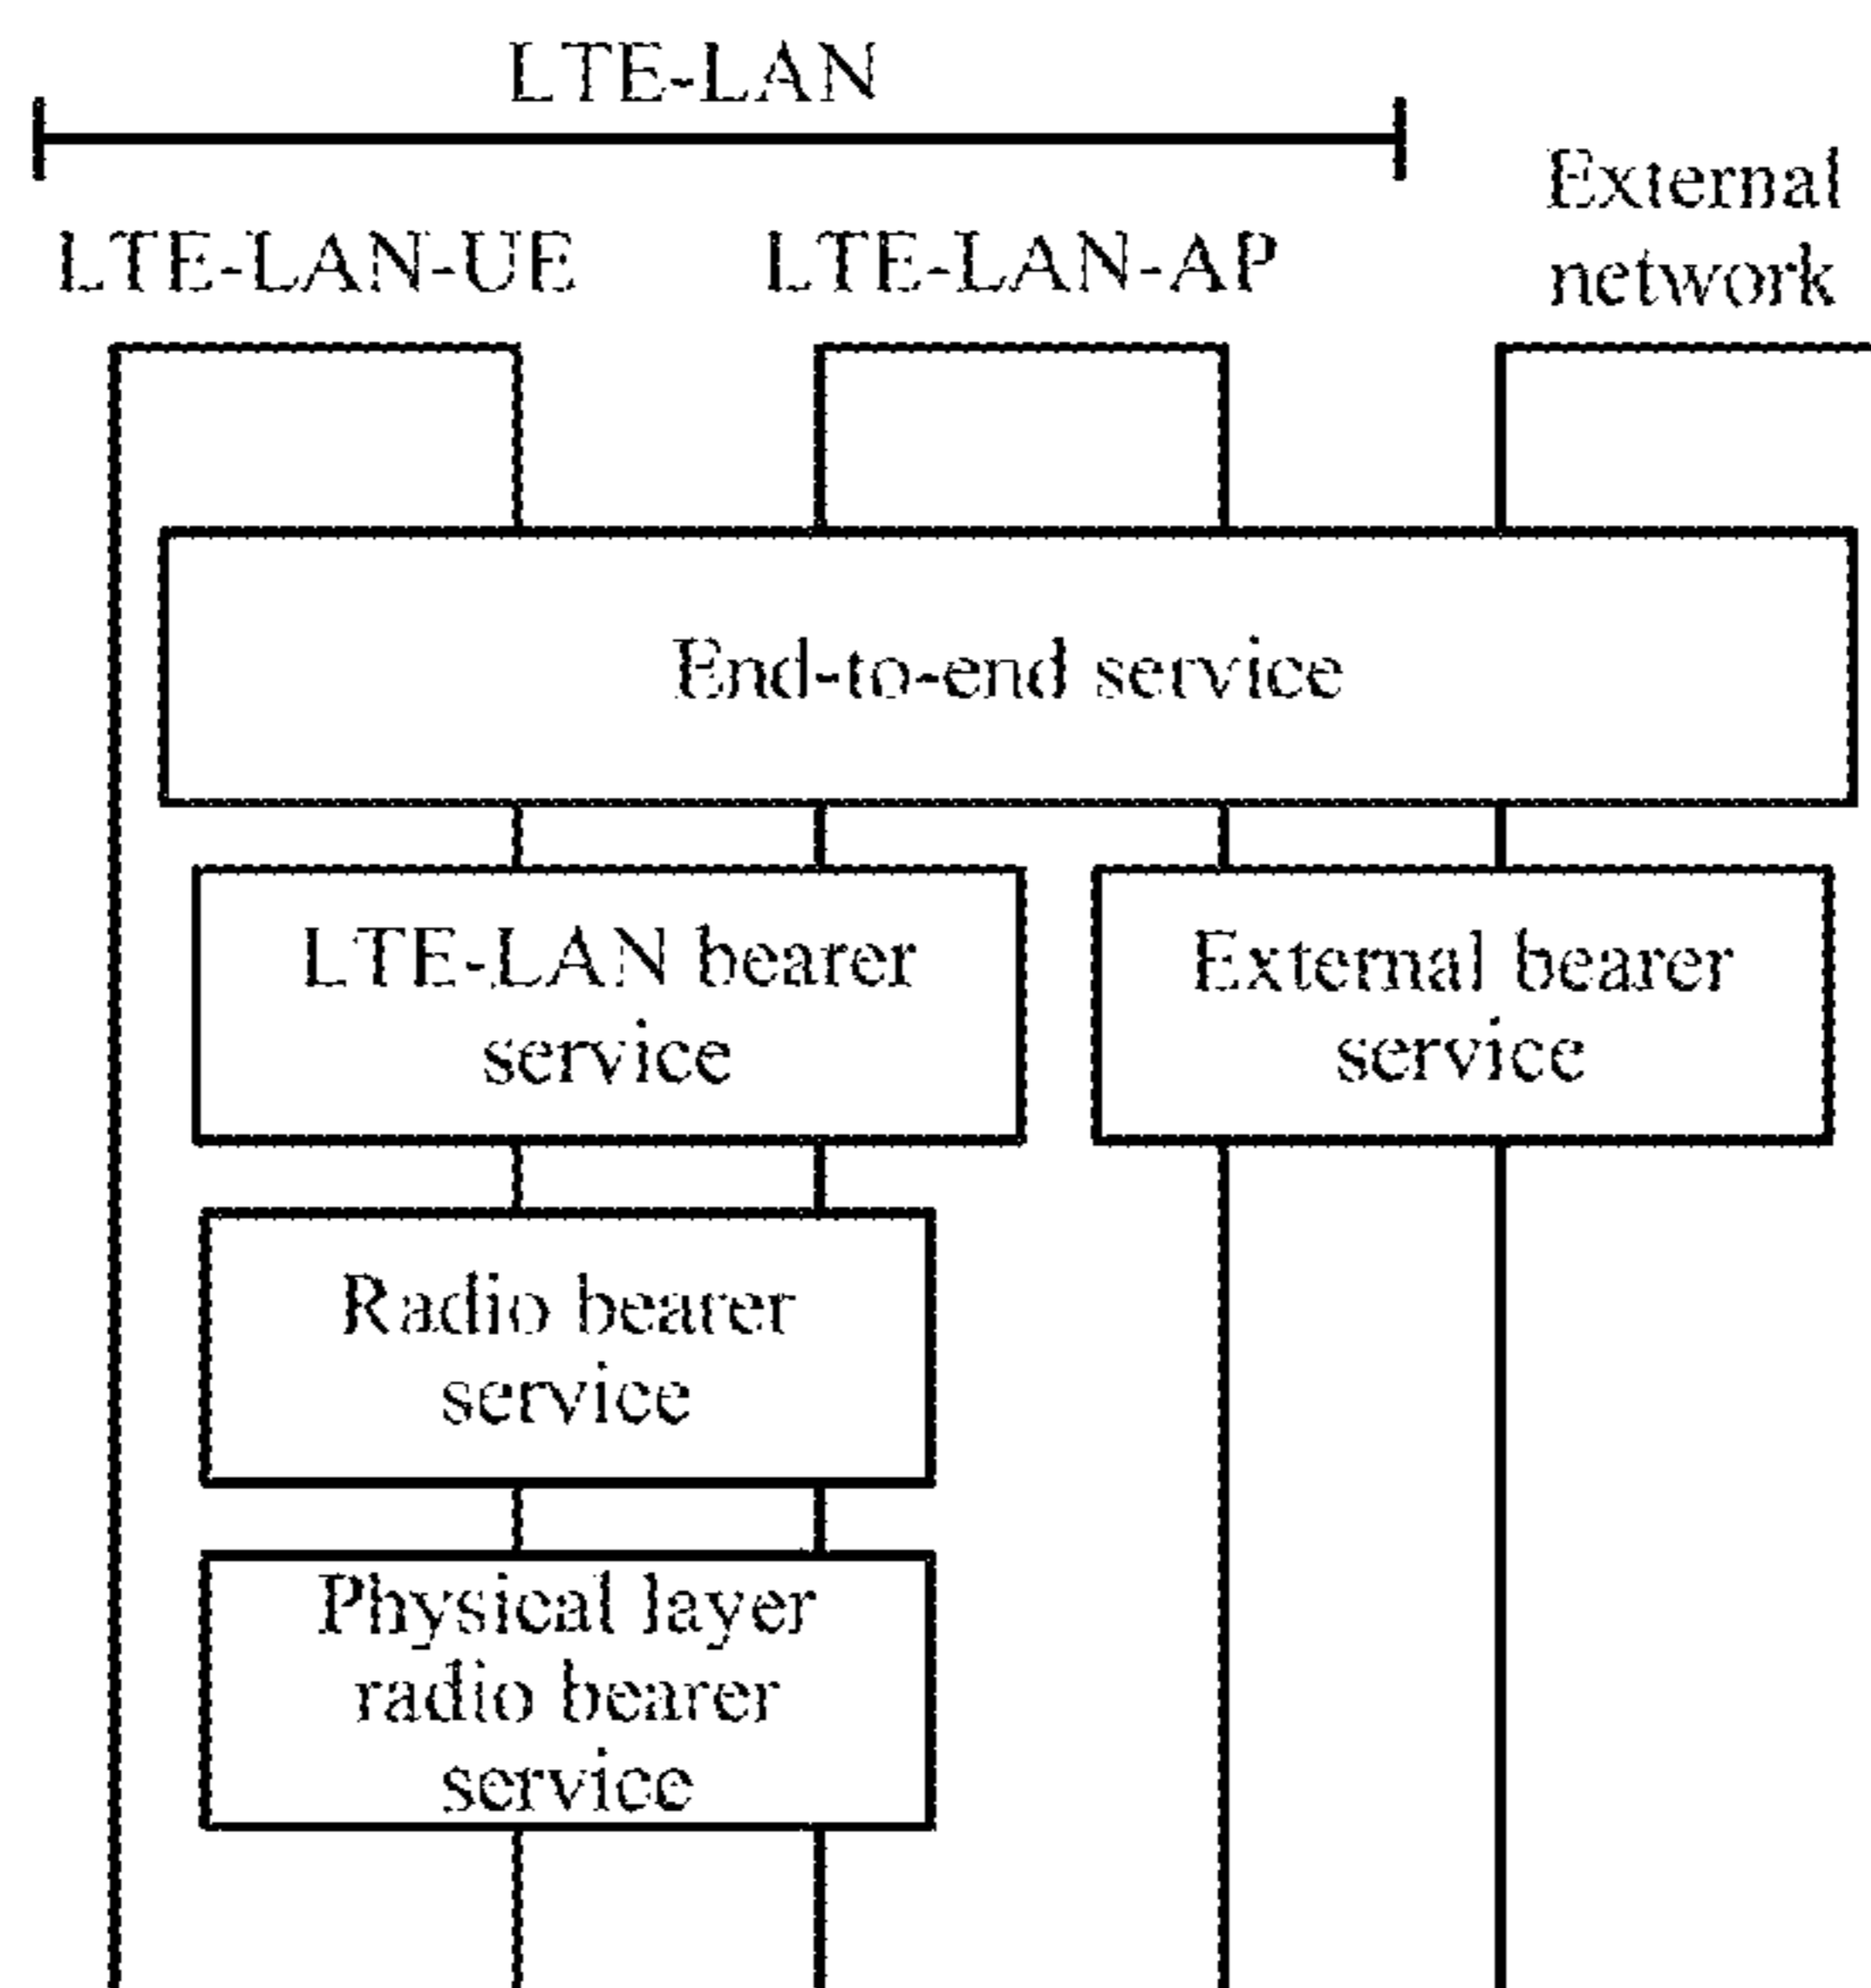 LTE-LAN
External
network
LTE-LAN-UE
LTE-LAN-AP
End-to-end service
LTE-LAN bearer
service
External bearer
service
Radio bearer
service
Physical layer
radio bearer
service